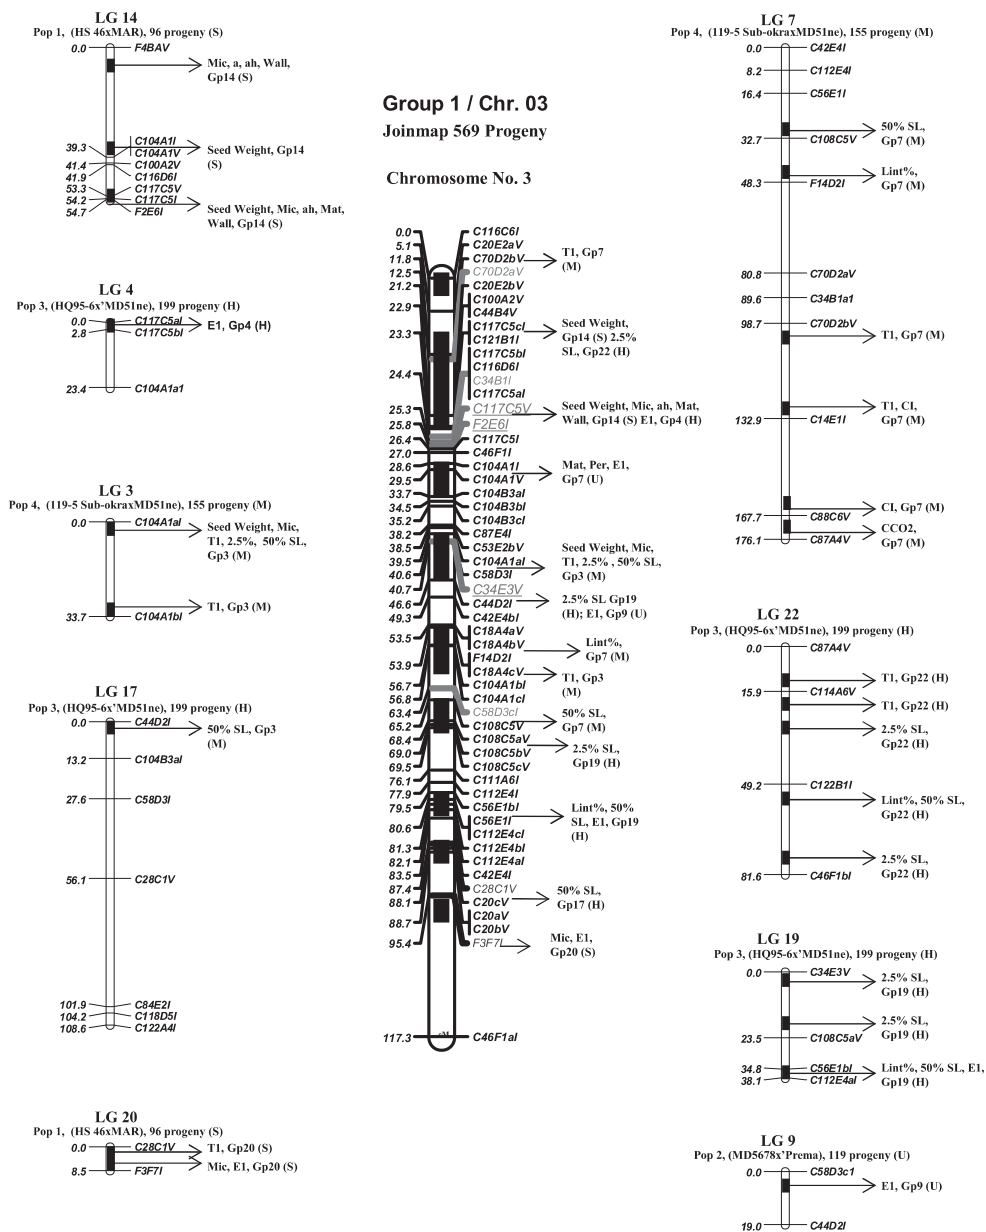 LG 14
Pop 1, (HS 46xMAR), 96 progeny (S)
0.0 F4BAV
Mic, a, ah, Wall,
Gp14 (S)
C104A1I
39.3 C104A1V
Seed Weight, Gp14
(S)
41.4 C100A2V
41.9 C116D6I
53.3 C117C5V
54.2 C117C5I
54.7 F2E6I
Seed Weight, Mic, ah, Mat,
Wall, Gp14 (S)
LG 4
Pop 3, (HQ95-6x'MD51ne), 199 progeny (H)
0.0 C117C5aI
E1, Gp4 (H)
2.8 C117C5bI
23.4 C104A1a1
LG 3
Pop 4, (119-5 Sub-okraxMD51ne), 155 progeny (M)
0.0 C104A1aI
Seed Weight, Mic,
T1, 2.5%, 50% SL,
Gp3 (M)
T1, Gp3 (M)
33.7 C104A1bI
LG 17
Pop 3, (HQ95-6x'MD51ne), 199 progeny (H)
0.0 C44D2I
50% SL, Gp3
(M)
13.2 C104B3aI
27.6 C58D3I
56.1 C28C1V
101.9 C84E2I
104.2 C118D5I
108.6 C122A4I
LG 20
Pop 1, (HS 46xMAR), 96 progeny (S)
0.0 C28C1V
T1, Gp20 (S)
Mic, E1, Gp20 (S)
8.5 F3F7I
Group 1 / Chr. 03
Joinmap 569 Progeny
Chromosome No. 3
0.0 C116C6I
5.1 C20E2aV
11.8 C70D2bV
T1, Gp7
(M)
12.5 C70D2aV
21.2 C20E2bV
22.9 C100A2V
C44B4V
23.3 C117C5cI
C121B1I
Seed Weight,
Gp14 (S) 2.5%
SL, Gp22 (H)
C117C5bI
C116D6I
24.4 C34B1I
C117C5aI
25.3 C117C5V
Seed Weight, Mic, ah, Mat,
Wall, Gp14 (S) E1, Gp4 (H)
25.8 F2E6I
26.4 C117C5I
27.0 C46F1I
28.6 C104A1I
29.5 C104A1V
Mat, Per, E1,
Gp7 (U)
33.7 C104B3aI
34.5 C104B3bI
35.2 C104B3cI
38.2 C87E4I
38.5 C53E2bV
39.5 C104A1aI
40.6 C58D3I
Seed Weight, Mic,
T1, 2.5% , 50% SL,
Gp3 (M)
40.7 C34E3V
46.6 C44D2I
2.5% SL Gp19
(H); E1, Gp9 (U)
49.3 C42E4bI
53.5 C18A4aV
C18A4bV
Lint%,
Gp7 (M)
53.9 F14D2I
C18A4cV
T1, Gp3
(M)
56.7 C104A1bI
56.8 C104A1cI
63.4 C58D3cI
65.2 C108C5V
50% SL,
Gp7 (M)
68.4 C108C5aV
69.0 C108C5bV
2.5% SL,
Gp19 (H)
69.5 C108C5cV
76.1 C111A6I
77.9 C112E4I
79.5 C56E1bI
80.6 C56E1I
C112E4cI
Lint%, 50%
SL, E1, Gp19
(H)
81.3 C112E4bI
82.1 C112E4aI
83.5 C42E4I
87.4 C28C1V
88.1 C20cV
50% SL,
Gp17 (H)
88.7 C20aV
C20bV
95.4 F3F7I
Mic, E1,
Gp20 (S)
117.3 cM C46F1aI
LG 7
Pop 4, (119-5 Sub-okraxMD51ne), 155 progeny (M)
0.0 C42E4I
8.2 C112E4I
16.4 C56E1I
50% SL,
Gp7 (M)
32.7 C108C5V
Lint%,
Gp7 (M)
48.3 F14D2I
80.8 C70D2aV
89.6 C34B1a1
98.7 C70D2bV
T1, Gp7 (M)
T1, CI,
Gp7 (M)
132.9 C14E1I
CI, Gp7 (M)
167.7 C88C6V
CCO2,
Gp7 (M)
176.1 C87A4V
LG 22
Pop 3, (HQ95-6x'MD51ne), 199 progeny (H)
0.0 C87A4V
T1, Gp22 (H)
15.9 C114A6V
T1, Gp22 (H)
2.5% SL,
Gp22 (H)
49.2 C122B1I
Lint%, 50% SL,
Gp22 (H)
2.5% SL,
Gp22 (H)
81.6 C46F1bI
LG 19
Pop 3, (HQ95-6x'MD51ne), 199 progeny (H)
0.0 C34E3V
2.5% SL,
Gp19 (H)
2.5% SL,
Gp19 (H)
23.5 C108C5aV
34.8 C56E1bI
Lint%, 50% SL, E1,
Gp19 (H)
38.1 C112E4aI
LG 9
Pop 2, (MD5678x'Prema), 119 progeny (U)
0.0 C58D3c1
E1, Gp9 (U)
19.0 C44D2I